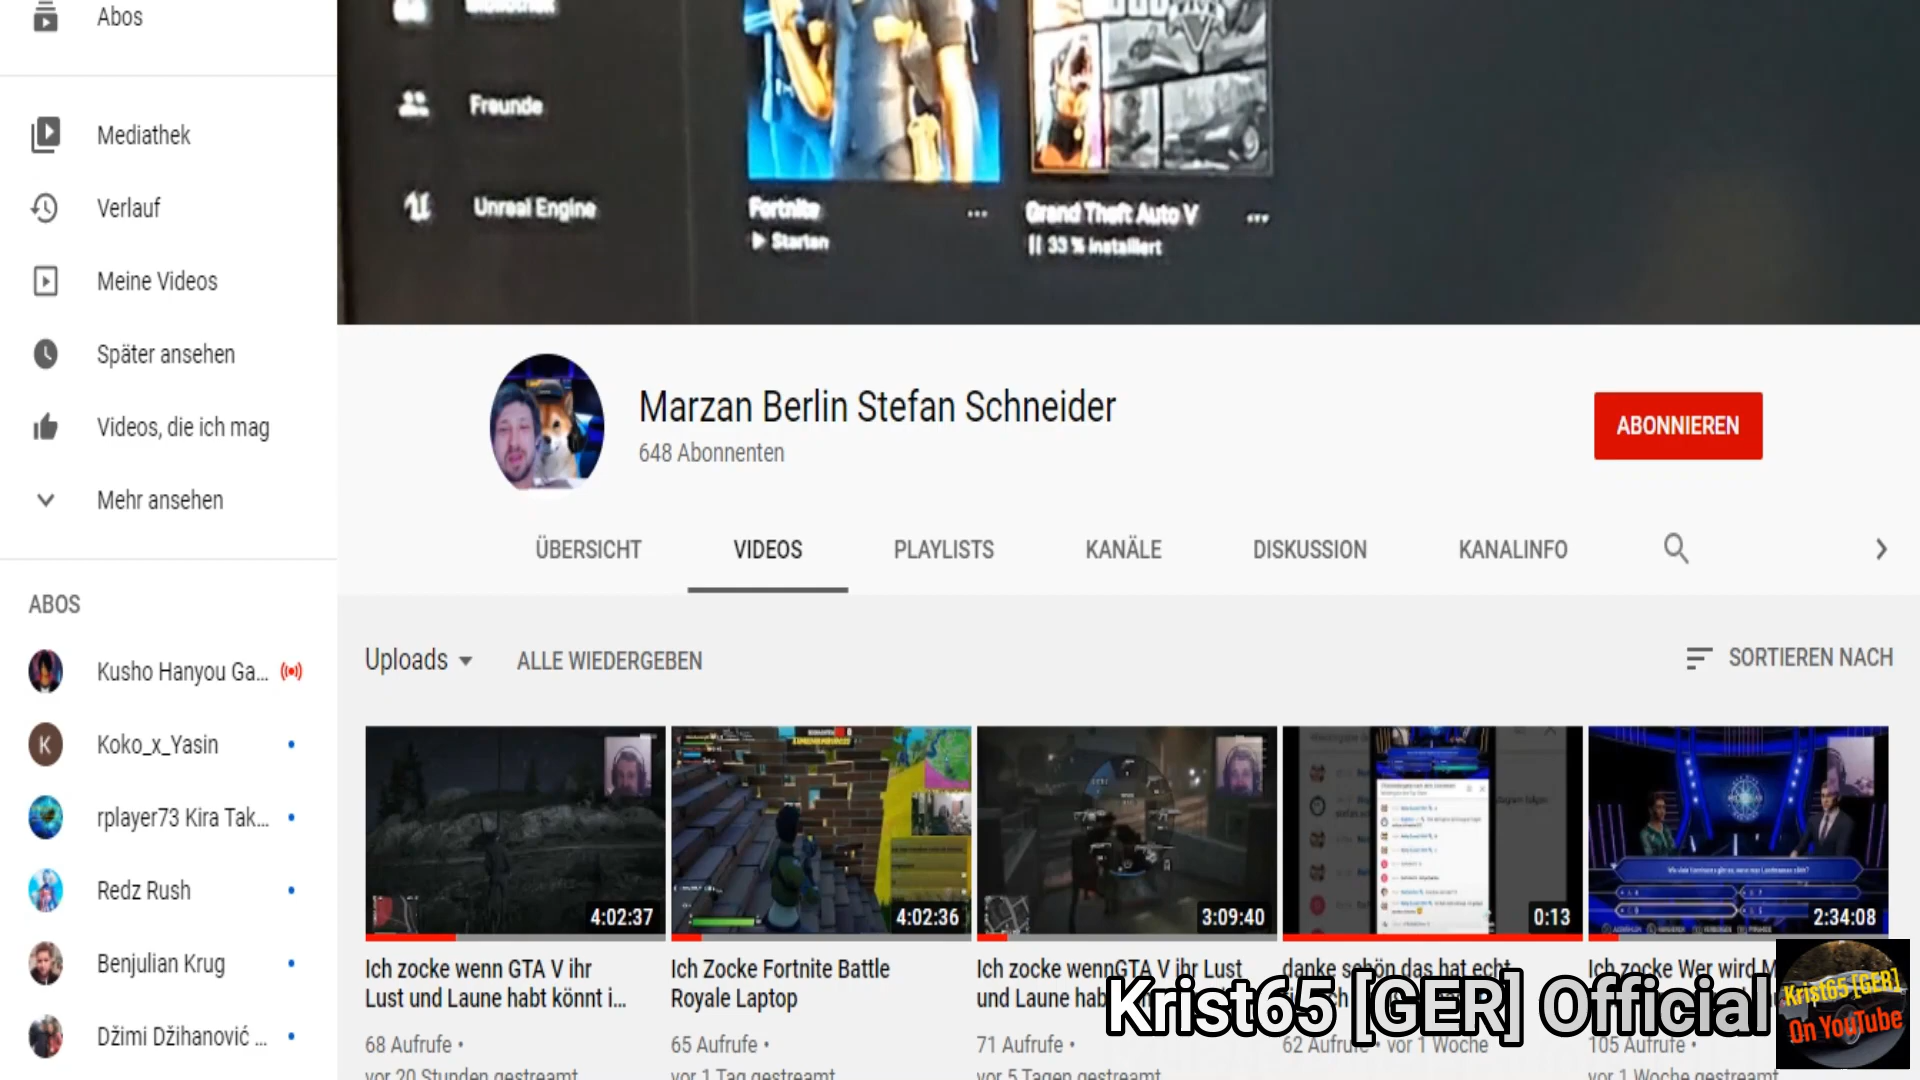 Abos
Mediathek
Verlauf
Meine Videos
Später ansehen
Videos, die ich mag
Mehr ansehen
ABOS
Kusho Hanyou Ga...
Koko_x_Yasin
rplayer73 Kira Tak...
Redz Rush
Benjulian Krug
Džimi Džihanović ...
Bibliothek
Freunde
Unreal Engine
Fortnite
Starten
Grand Theft Auto V
33 % installiert
Marzan Berlin Stefan Schneider
648 Abonnenten
ABONNIEREN
ÜBERSICHT
VIDEOS
PLAYLISTS
KANÄLE
DISKUSSION
KANALINFO
Uploads
ALLE WIEDERGEBEN
SORTIEREN NACH
4:02:37
4:02:36
3:09:40
0:13
2:34:08
Ich zocke wenn GTA V ihr
Lust und Laune habt könnt i...
68 Aufrufe •
vor 20 Stunden gestreamt
Ich Zocke Fortnite Battle
Royale Laptop
65 Aufrufe •
vor 1 Tag gestreamt
Ich zocke wennGTA V ihr Lust
und Laune hab
71 Aufrufe •
vor 5 Tagen gestreamt
danke schön das hat echt
62 Aufrufe • vor 1 Woche
Ich zocke Wer wird M
105 Aufrufe •
vor 1 Woche gestreamt
Krist65 [GER] Official
Krist65 [GER]
On YouTube